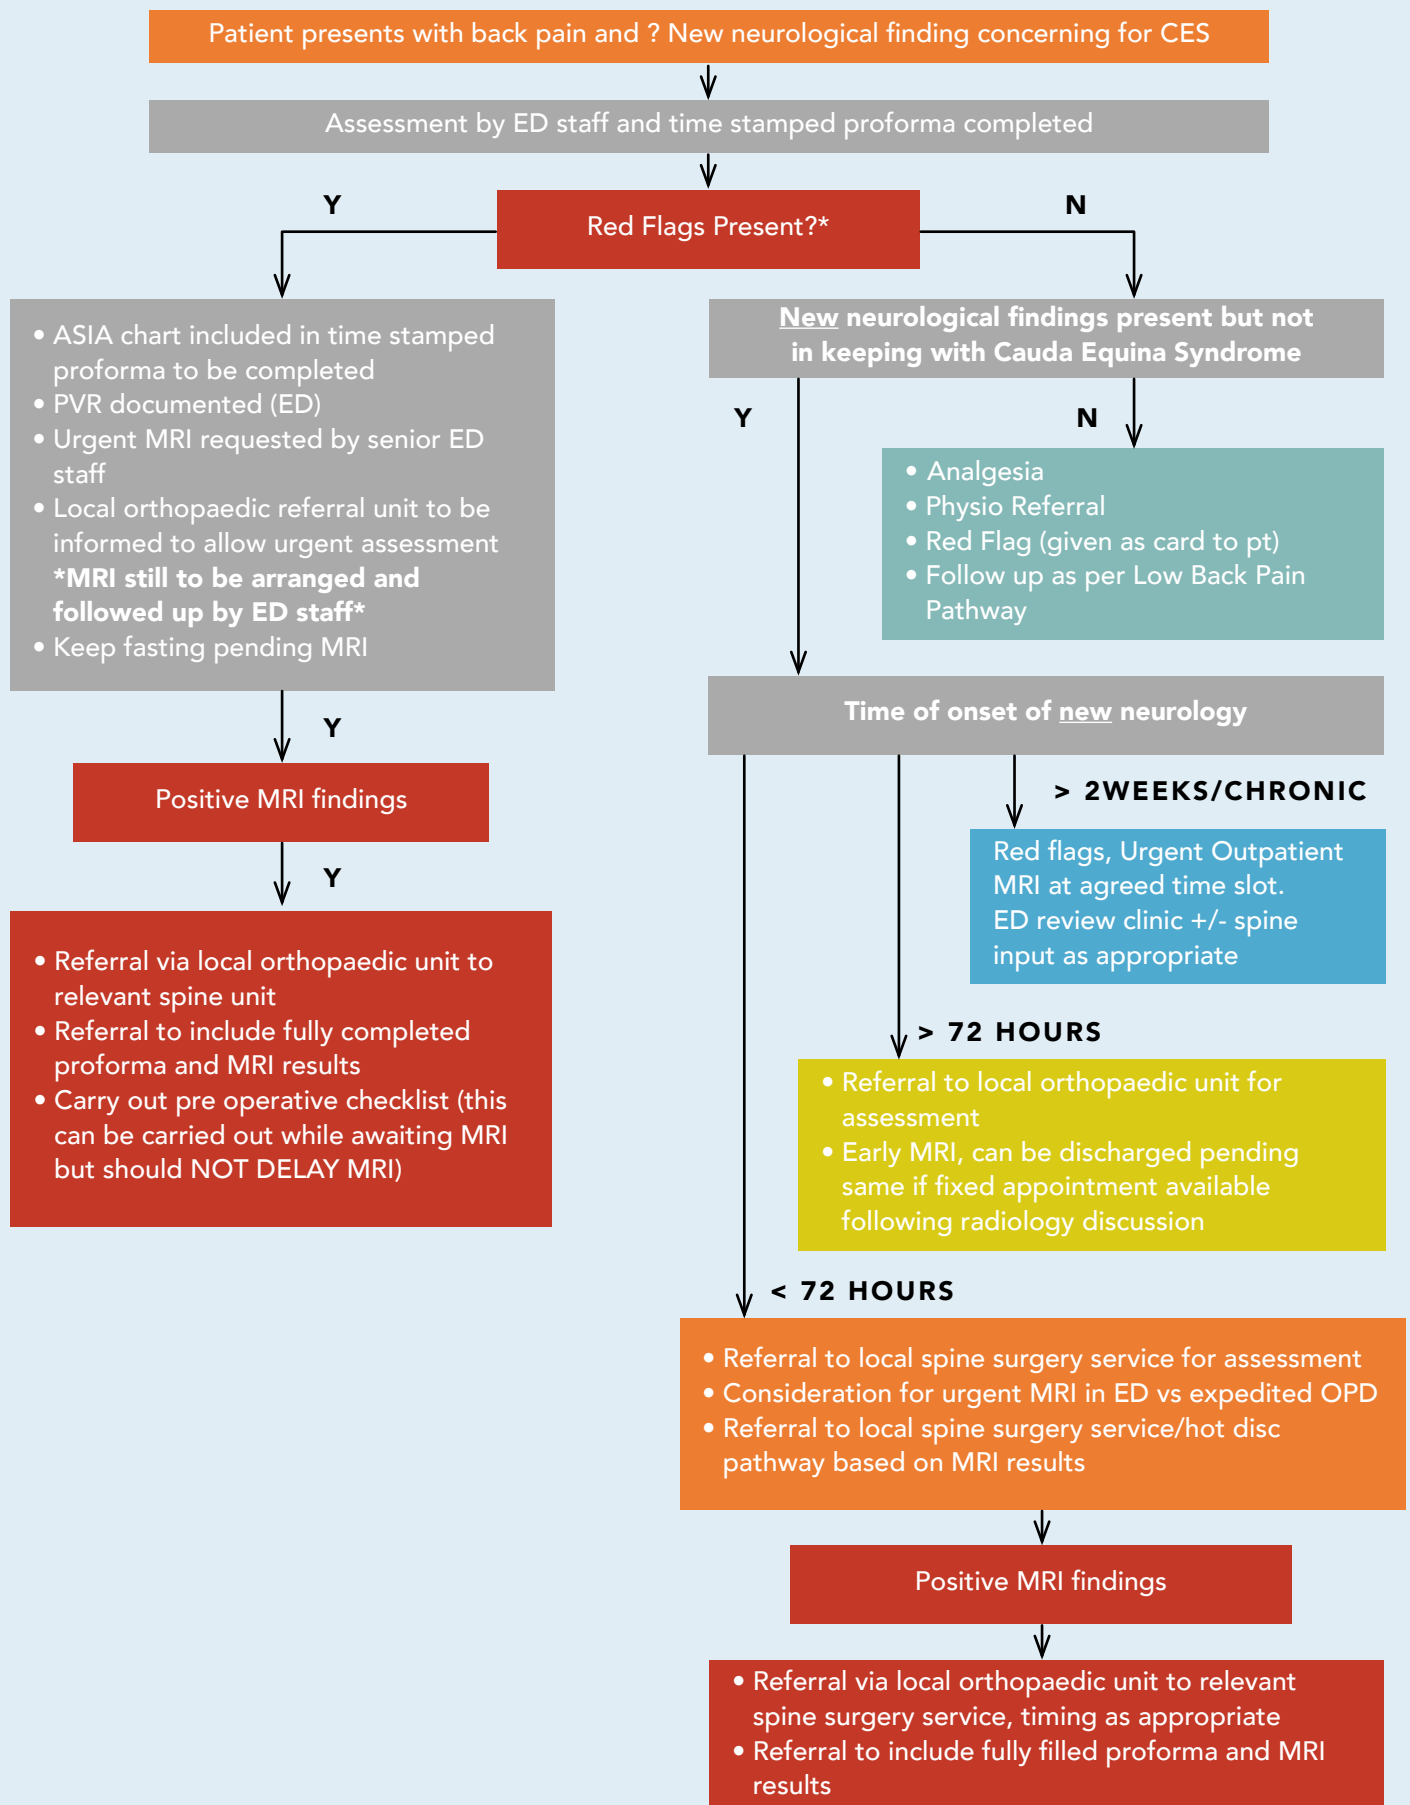 Patient presents with back pain and ? New neurological finding concerning for CES
Assessment by ED staff and time stamped proforma completed
Y
N
Red Flags Present?*
• ASIA chart included in time stamped
proforma to be completed
• PVR documented (ED)
• Urgent MRI requested by senior ED
staff
• Local orthopaedic referral unit to be
informed to allow urgent assessment
*MRI still to be arranged and
followed up by ED staff*
• Keep fasting pending MRI
Y
Positive MRI findings
Y
• Referral via local orthopaedic unit to
relevant spine unit
• Referral to include fully completed
proforma and MRI results
• Carry out pre operative checklist (this
can be carried out while awaiting MRI
but should NOT DELAY MRI)
New neurological findings present but not
in keeping with Cauda Equina Syndrome
Y
N
• Analgesia
• Physio Referral
• Red Flag (given as card to pt)
• Follow up as per Low Back Pain
Pathway
Time of onset of new neurology
> 2WEEKS/CHRONIC
Red flags, Urgent Outpatient
MRI at agreed time slot.
ED review clinic +/- spine
input as appropriate
> 72 HOURS
• Referral to local orthopaedic unit for
assessment
• Early MRI, can be discharged pending
same if fixed appointment available
following radiology discussion
< 72 HOURS
• Referral to local spine surgery service for assessment
• Consideration for urgent MRI in ED vs expedited OPD
• Referral to local spine surgery service/hot disc
pathway based on MRI results
Positive MRI findings
• Referral via local orthopaedic unit to relevant
spine surgery service, timing as appropriate
• Referral to include fully filled proforma and MRI
results